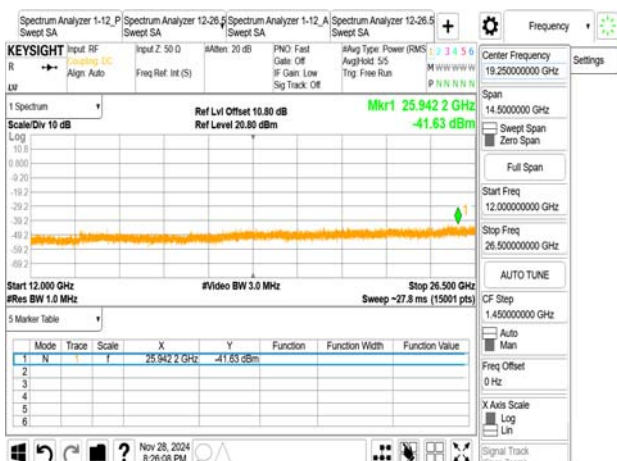 Spectrum Analyzer 1-12_P
Swept SA
Spectrum Analyzer 12-26.5
Swept SA
Spectrum Analyzer 1-12_A
Swept SA
Spectrum Analyzer 12-26.5
Swept SA
+
Frequency
KEYSIGHT
R
Input: RF
Coupling: DC
Align: Auto
Input Z: 50 Ω
Freq Ref: Int (S)
#Atten: 20 dB
PNO: Fast
Gate: Off
IF Gain: Low
Sig Track: Off
#Avg Type: Power (RMS
Avg|Hold: 5/5
Trig: Free Run
1 2 3 4 5 6
M W W W W W
P N N N N N
1 Spectrum
Scale/Div 10 dB
Log
Ref Lvl Offset 10.80 dB
Ref Level 20.80 dBm
Mkr1 25.942 2 GHz
-41.63 dBm
10.8
0.800
-9.20
-19.2
-29.2
-39.2
-49.2
-59.2
-69.2
1
Start 12.000 GHz
#Res BW 1.0 MHz
#Video BW 3.0 MHz
Stop 26.500 GHz
Sweep ~27.8 ms (15001 pts)
5 Marker Table
Mode Trace Scale X Y Function Function Width Function Value
1 N 1 f 25.942 2 GHz -41.63 dBm
2
3
4
5
6
Nov 28, 2024
8:26:08 PM
Center Frequency
19.250000000 GHz
Settings
Span
14.5000000 GHz
Swept Span
Zero Span
Full Span
Start Freq
12.000000000 GHz
Stop Freq
26.500000000 GHz
AUTO TUNE
CF Step
1.450000000 GHz
Auto
Man
Freq Offset
0 Hz
X Axis Scale
Log
Lin
Signal Track